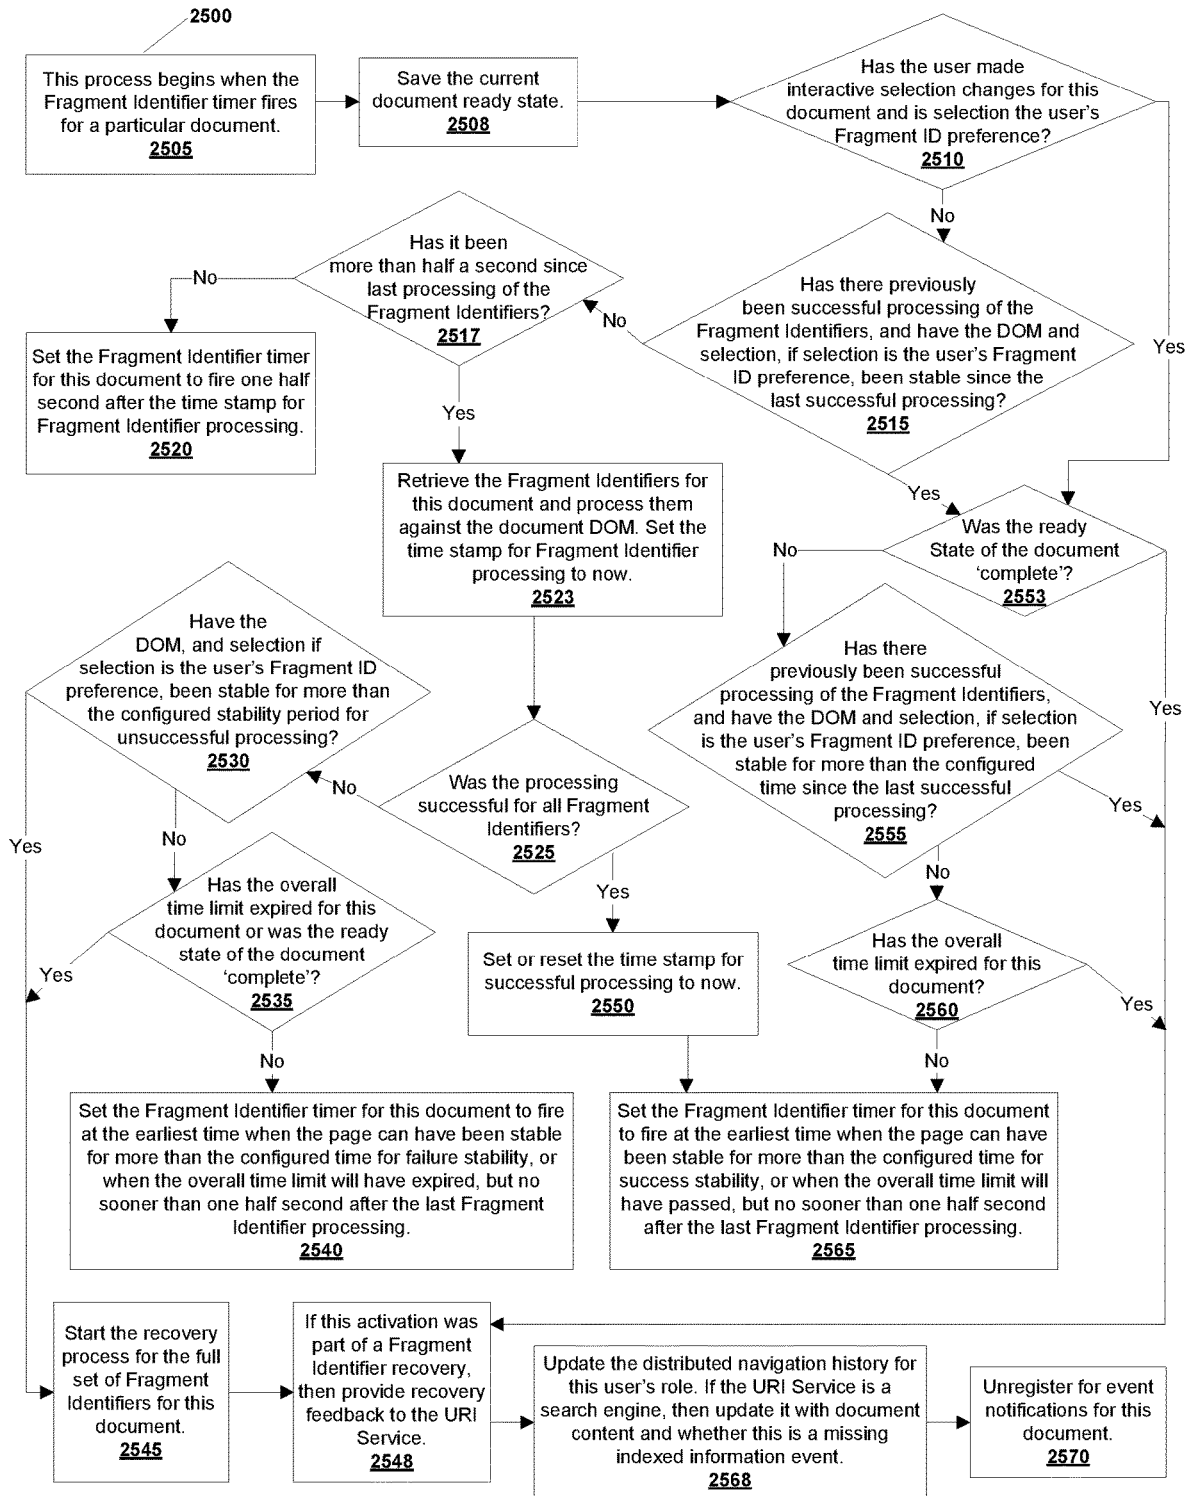 2500
This process begins when the
Fragment Identifier timer fires
for a particular document.
2505
Save the current
document ready state.
2508
Has the user made
interactive selection changes for this
document and is selection the user's
Fragment ID preference?
2510
No
Yes
Has there previously
been successful processing of the
Fragment Identifiers, and have the DOM and
selection, if selection is the user's Fragment
ID preference, been stable since the
last successful processing?
2515
No
Yes
Has it been
more than half a second since
last processing of the
Fragment Identifiers?
2517
No
Yes
Set the Fragment Identifier timer
for this document to fire one half
second after the time stamp for
Fragment Identifier processing.
2520
Retrieve the Fragment Identifiers for
this document and process them
against the document DOM. Set the
time stamp for Fragment Identifier
processing to now.
2523
Was the ready
State of the document
‘complete’?
2553
No
Yes
Have the
DOM, and selection if
selection is the user's Fragment ID
preference, been stable for more than
the configured stability period for
unsuccessful processing?
2530
No
Yes
Was the processing
successful for all Fragment
Identifiers?
2525
No
Yes
Has there
previously been successful
processing of the Fragment Identifiers,
and have the DOM and selection, if selection
is the user's Fragment ID preference, been
stable for more than the configured
time since the last successful
processing?
2555
Yes
No
Has the overall
time limit expired for this
document or was the ready
state of the document
‘complete’?
2535
Yes
No
Set or reset the time stamp for
successful processing to now.
2550
Has the overall
time limit expired for this
document?
2560
Yes
No
Set the Fragment Identifier timer for this document to fire
at the earliest time when the page can have been stable
for more than the configured time for failure stability, or
when the overall time limit will have expired, but no
sooner than one half second after the last Fragment
Identifier processing.
2540
Set the Fragment Identifier timer for this document
to fire at the earliest time when the page can have
been stable for more than the configured time for
success stability, or when the overall time limit will
have passed, but no sooner than one half second
after the last Fragment Identifier processing.
2565
Start the recovery
process for the full
set of Fragment
Identifiers for this
document.
2545
If this activation was
part of a Fragment
Identifier recovery,
then provide recovery
feedback to the URI
Service.
2548
Update the distributed navigation history for
this user's role. If the URI Service is a
search engine, then update it with document
content and whether this is a missing
indexed information event.
2568
Unregister for event
notifications for this
document.
2570